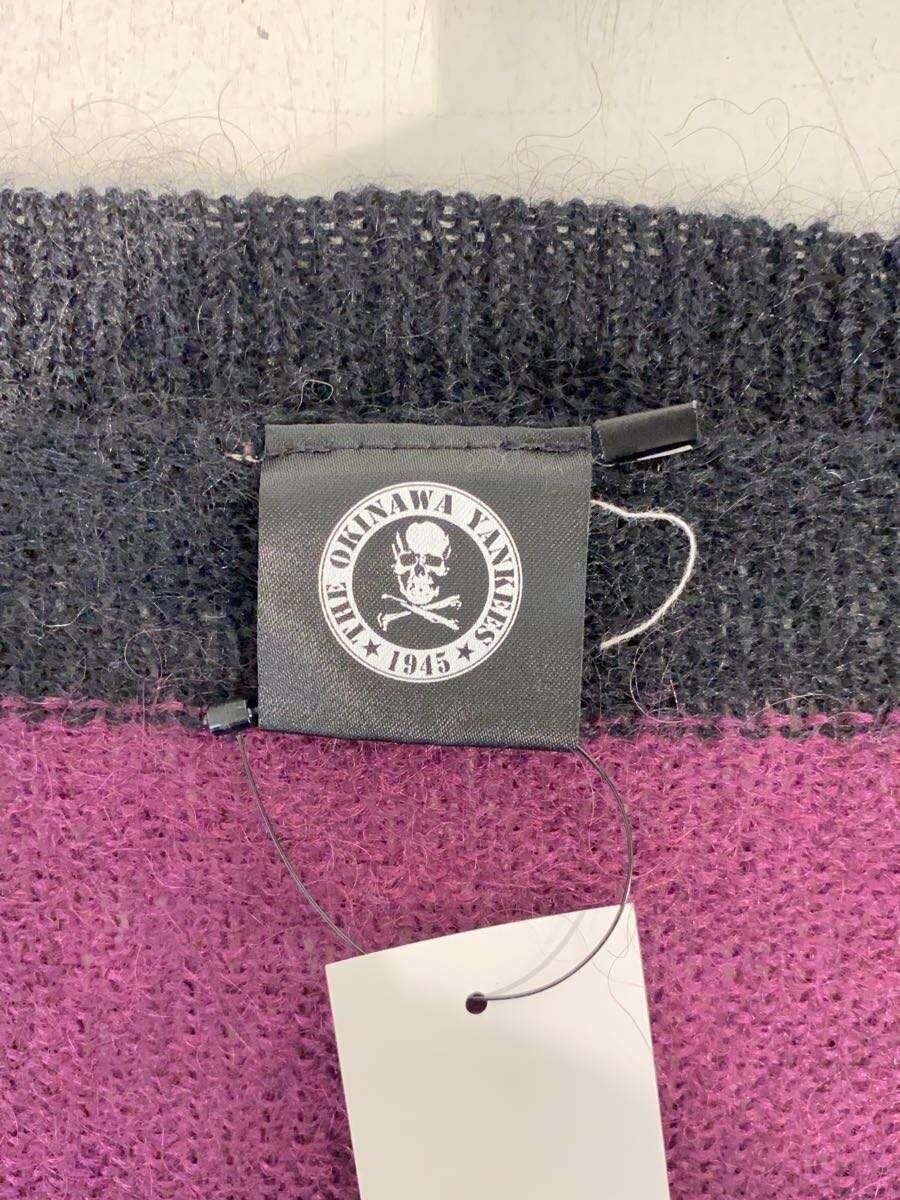 THE OKINAWA YANKEES
★ 1945 ★